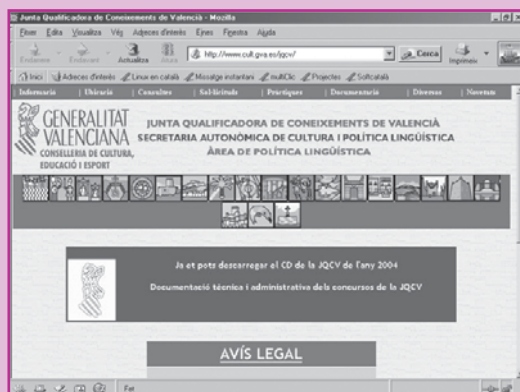 Junta Qualificadora de Coneixements de Valencià - Mozilla
Fitxer Edita Visualitza Vés Adreces d'interès Eines Finestra Ajuda
Endarrere Endavant Actualitza Atura http://www.cult.gva.es/jqcv/ Cerca Imprimeix
Inici Adreces d'interès Linux en català Missatge instantani multiClic Projectes Softcatalà
Informació | Ubicació | Consultes | Sol·licituds | Pràctiques | Documentació | Diversos | Novetats
GENERALITAT
VALENCIANA
CONSELLERIA DE CULTURA,
EDUCACIÓ I ESPORT
JUNTA QUALIFICADORA DE CONEIXEMENTS DE VALENCIÀ
SECRETARIA AUTONÒMICA DE CULTURA I POLÍTICA LINGÜÍSTICA
ÀREA DE POLÍTICA LINGÜÍSTICA
Ja et pots descarregar el CD de la JQCV de l'any 2004
Documentació tècnica i administrativa dels concursos de la JQCV
AVÍS LEGAL
Fet